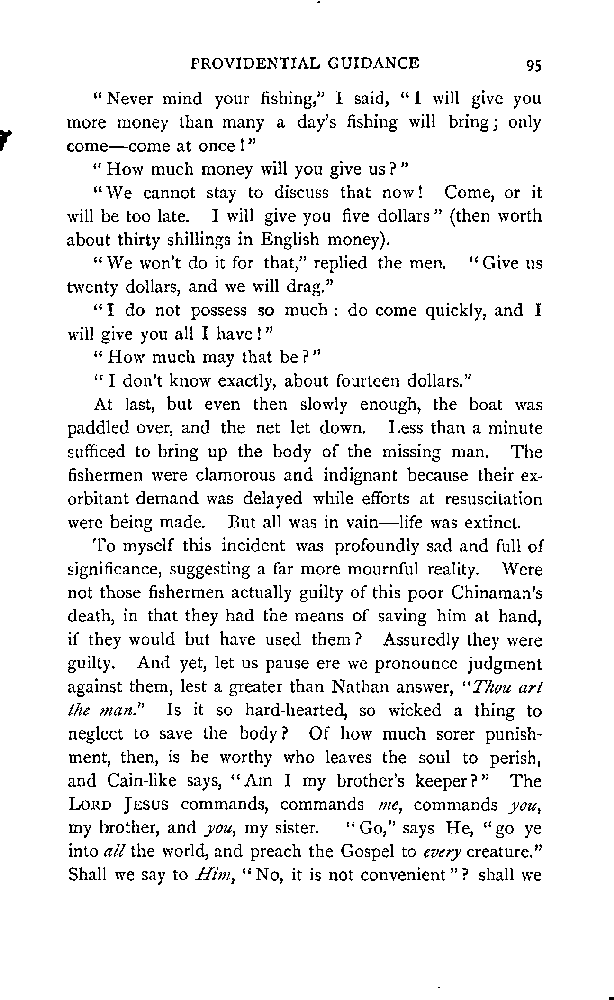 PROVIDENTIAL GUIDANCE 95
"Never mind your fishing," I said, "I will give you
more money than many a day's fishing will bring; only
come—come at once!"
"How much money will you give us?"
"We cannot stay to discuss that now! Come, or it
will be too late. I will give you five dollars" (then worth
about thirty shillings in English money).
"We won't do it for that," replied the men. "Give us
twenty dollars, and we will drag."
"I do not possess so much: do come quickly, and I
will give you all I have!"
"How much may that be?"
"I don't know exactly, about fourteen dollars."
At last, but even then slowly enough, the boat was
paddled over, and the net let down. Less than a minute
sufficed to bring up the body of the missing man. The
fishermen were clamorous and indignant because their ex-
orbitant demand was delayed while efforts at resuscitation
were being made. But all was in vain—life was extinct.
To myself this incident was profoundly sad and full of
significance, suggesting a far more mournful reality. Were
not those fishermen actually guilty of this poor Chinaman's
death, in that they had the means of saving him at hand,
if they would but have used them? Assuredly they were
guilty. And yet, let us pause ere we pronounce judgment
against them, lest a greater than Nathan answer, "Thou art
the man." Is it so hard-hearted, so wicked a thing to
neglect to save the body? Of how much sorer punish-
ment, then, is he worthy who leaves the soul to perish,
and Cain-like says, "Am I my brother's keeper?" The
LORD JESUS commands, commands me, commands you,
my brother, and you, my sister. "Go," says He, "go ye
into all the world, and preach the Gospel to every creature."
Shall we say to Him, "No, it is not convenient"? shall we